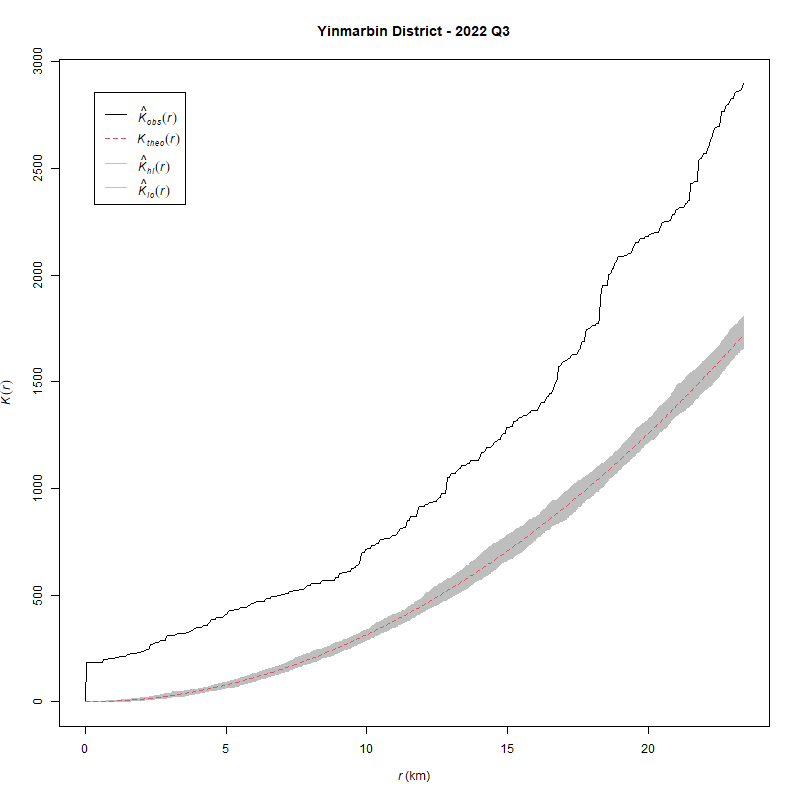 Yinmarbin District - 2022 Q3
K̂obs(r)
Ktheo(r)
K̂hi(r)
K̂lo(r)
3000
2500
2000
1500
1000
500
0
K(r)
0 5 10 15 20
r (km)